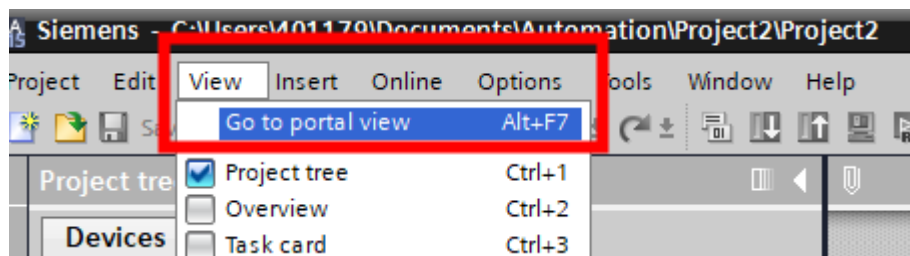 Siemens - C:\Users\401179\Documents\Automation\Project2\Project2
Project Edit View Insert Online Options Tools Window Help
Go to portal view Alt+F7
Project tree Ctrl+1
Project tre
Overview Ctrl+2
Devices
Task card Ctrl+3